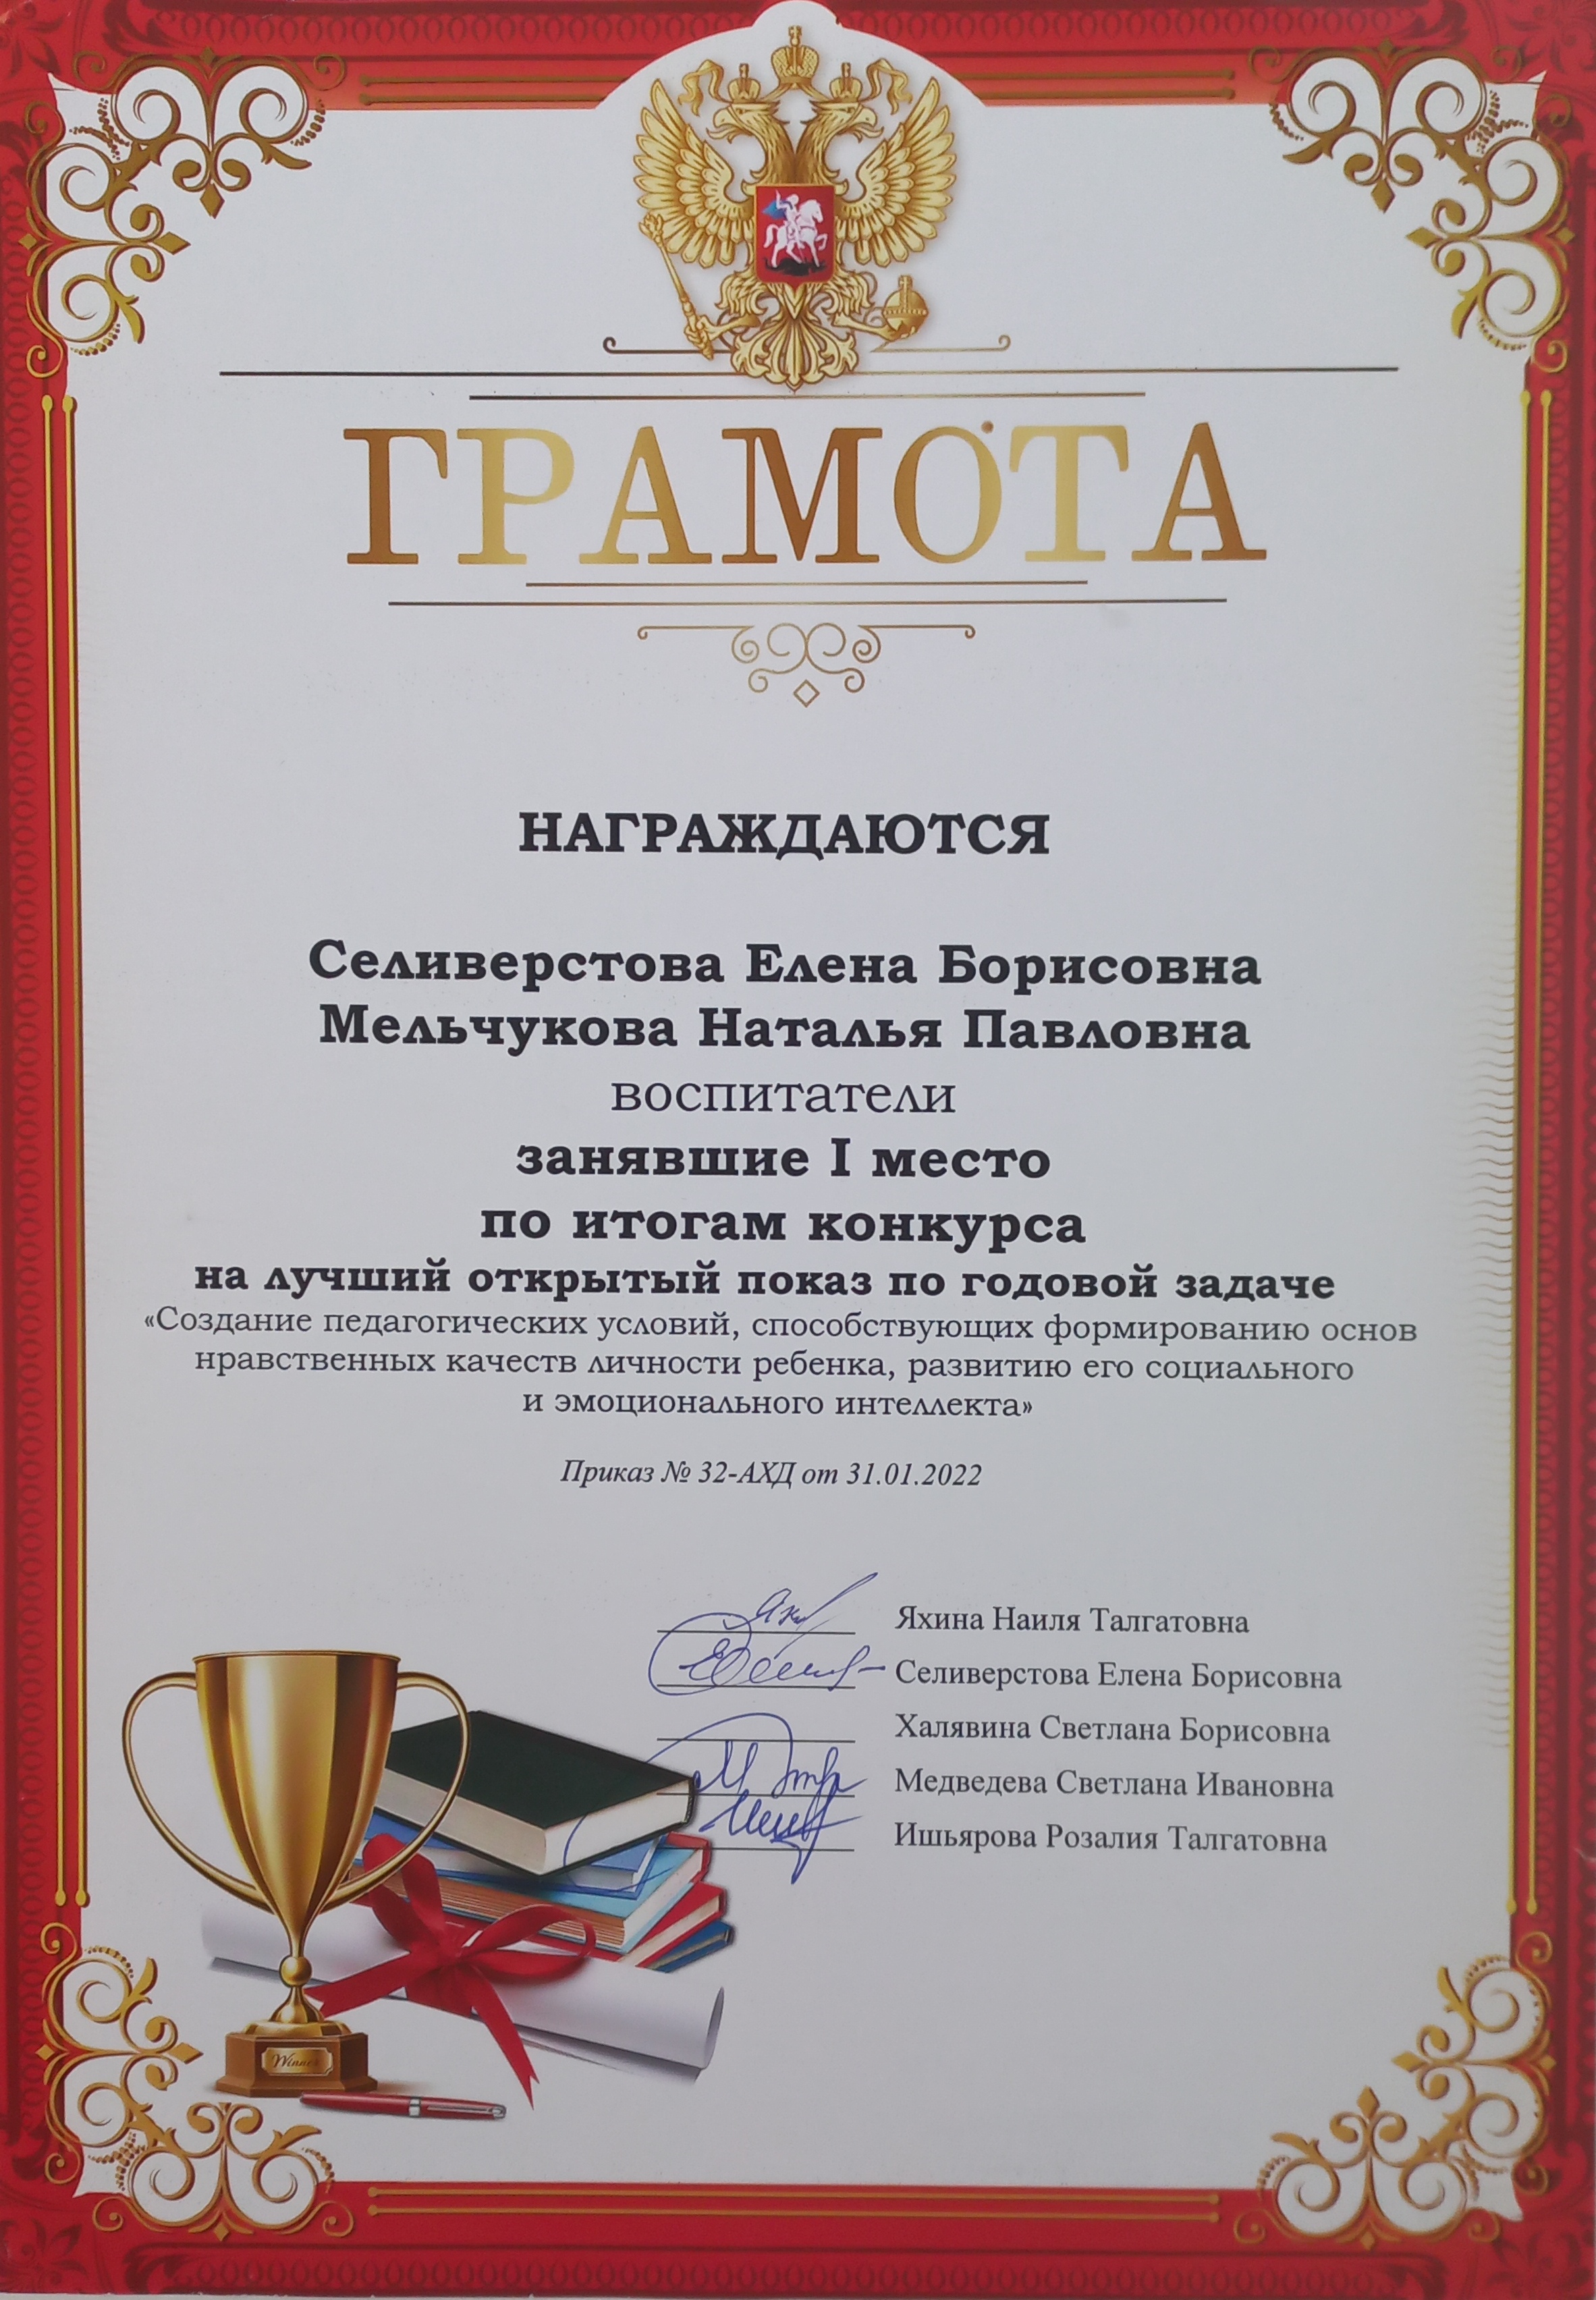 ГРАМОТА
НАГРАЖДАЮТСЯ
Селиверстова Елена Борисовна
Мельчукова Наталья Павловна
воспитатели
занявшие I место
по итогам конкурса
на лучший открытый показ по годовой задаче
«Создание педагогических условий, способствующих формированию основ
нравственных качеств личности ребенка, развитию его социального
и эмоционального интеллекта»
Приказ № 32-АХД от 31.01.2022
Яхина Наиля Талгатовна
Селиверстова Елена Борисовна
Халявина Светлана Борисовна
Медведева Светлана Ивановна
Ишьярова Розалия Талгатовна
Winner